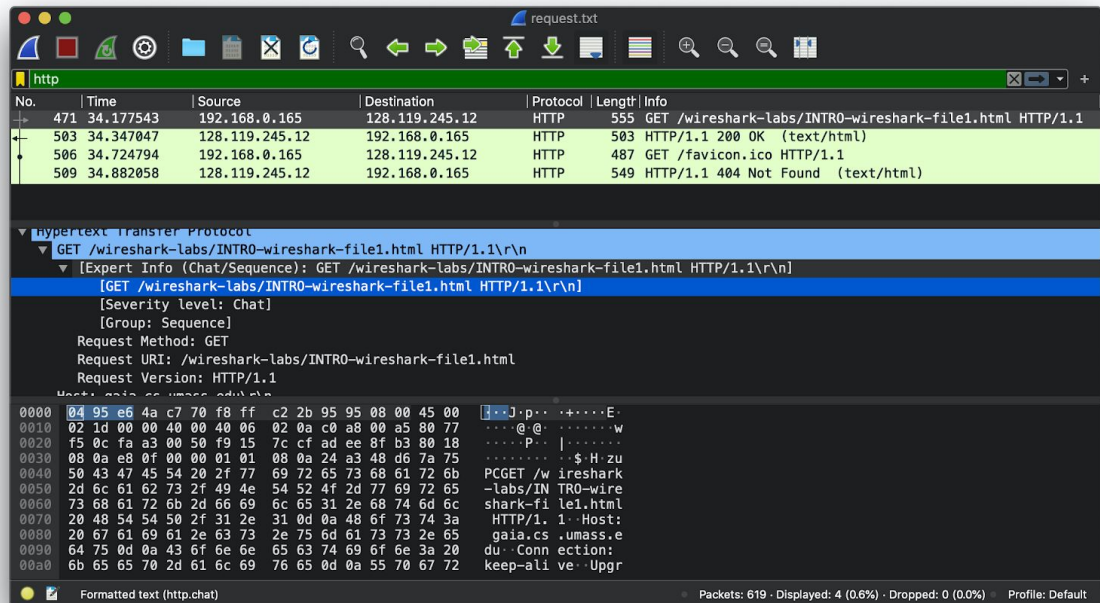 request.txt
http
No. Time Source Destination Protocol Length Info
471 34.177543 192.168.0.165 128.119.245.12 HTTP 555 GET /wireshark-labs/INTRO-wireshark-file1.html HTTP/1.1
503 34.347047 128.119.245.12 192.168.0.165 HTTP 503 HTTP/1.1 200 OK (text/html)
506 34.724794 192.168.0.165 128.119.245.12 HTTP 487 GET /favicon.ico HTTP/1.1
509 34.882058 128.119.245.12 192.168.0.165 HTTP 549 HTTP/1.1 404 Not Found (text/html)
Hypertext Transfer Protocol
GET /wireshark-labs/INTRO-wireshark-file1.html HTTP/1.1\r\n
[Expert Info (Chat/Sequence): GET /wireshark-labs/INTRO-wireshark-file1.html HTTP/1.1\r\n]
[GET /wireshark-labs/INTRO-wireshark-file1.html HTTP/1.1\r\n]
[Severity level: Chat]
[Group: Sequence]
Request Method: GET
Request URI: /wireshark-labs/INTRO-wireshark-file1.html
Request Version: HTTP/1.1
Host: gaia.cs.umass.edu\r\n
0000 04 95 e6 4a c7 70 f8 ff c2 2b 95 95 08 00 45 00 ···J·p·· ·+····E·
0010 02 1d 00 00 40 00 40 06 02 0a c0 a8 00 a5 80 77 ····@·@· ·······w
0020 f5 0c fa a3 00 50 f9 15 7c cf ad ee 8f b3 80 18 ·····P·· |·······
0030 08 0a e8 0f 00 00 01 01 08 0a 24 a3 48 d6 7a 75 ········ ··$·H·zu
0040 50 43 47 45 54 20 2f 77 69 72 65 73 68 61 72 6b PCGET /w ireshark
0050 2d 6c 61 62 73 2f 49 4e 54 52 4f 2d 77 69 72 65 -labs/IN TRO-wire
0060 73 68 61 72 6b 2d 66 69 6c 65 31 2e 68 74 6d 6c shark-fi le1.html
0070 20 48 54 54 50 2f 31 2e 31 0d 0a 48 6f 73 74 3a HTTP/1. 1··Host:
0080 20 67 61 69 61 2e 63 73 2e 75 6d 61 73 73 2e 65 gaia.cs .umass.e
0090 64 75 0d 0a 43 6f 6e 6e 65 63 74 69 6f 6e 3a 20 du··Conn ection:
00a0 6b 65 65 70 2d 61 6c 69 76 65 0d 0a 55 70 67 72 keep-ali ve··Upgr
Formatted text (http.chat) Packets: 619 · Displayed: 4 (0.6%) · Dropped: 0 (0.0%) Profile: Default